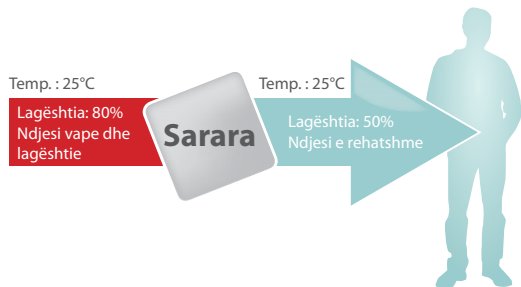 Temp. : 25°C
Lagështia: 80%
Ndjesi vape dhe
lagështie
Sarara
Temp. : 25°C
Lagështia: 50%
Ndjesi e rehatshme